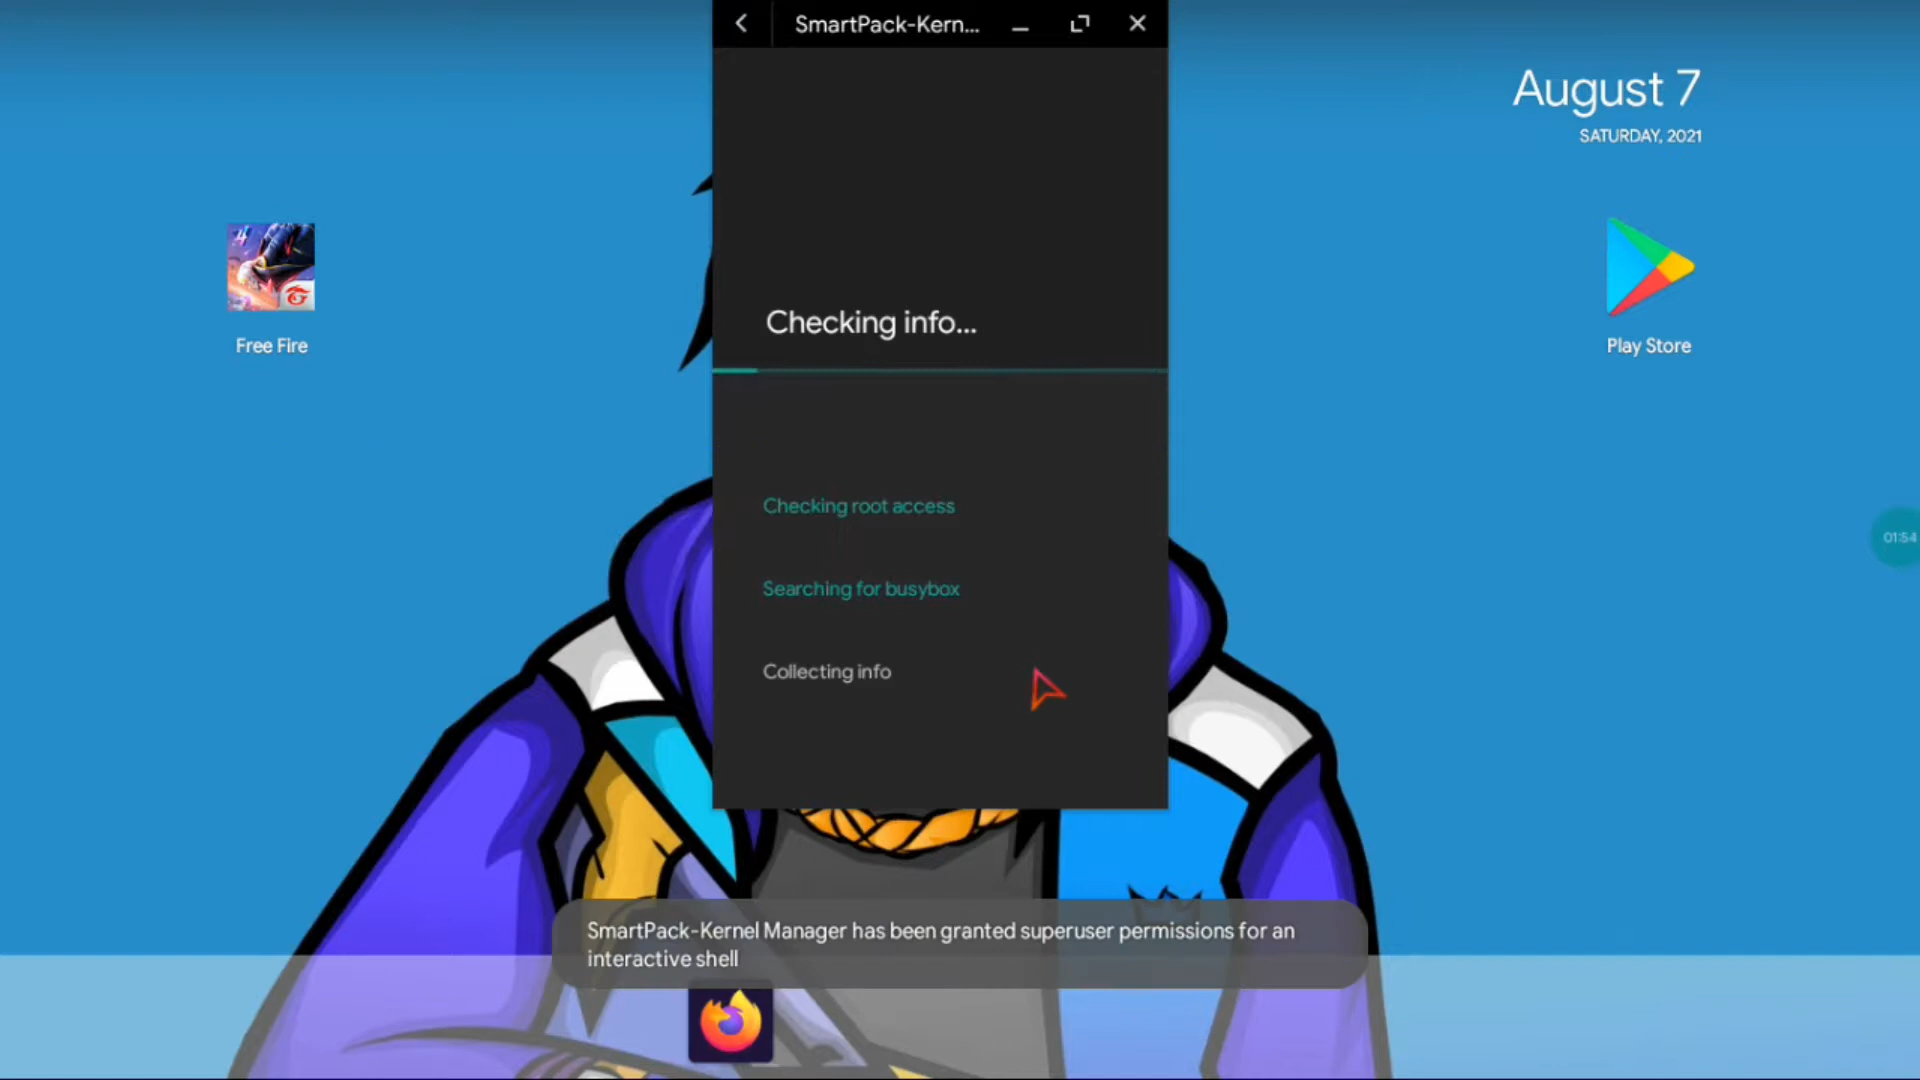 SmartPack-Kern...
August 7
SATURDAY, 2021
Free Fire
Play Store
Checking info...
Checking root access
Searching for busybox
Collecting info
01:54
SmartPack-Kernel Manager has been granted superuser permissions for an
interactive shell